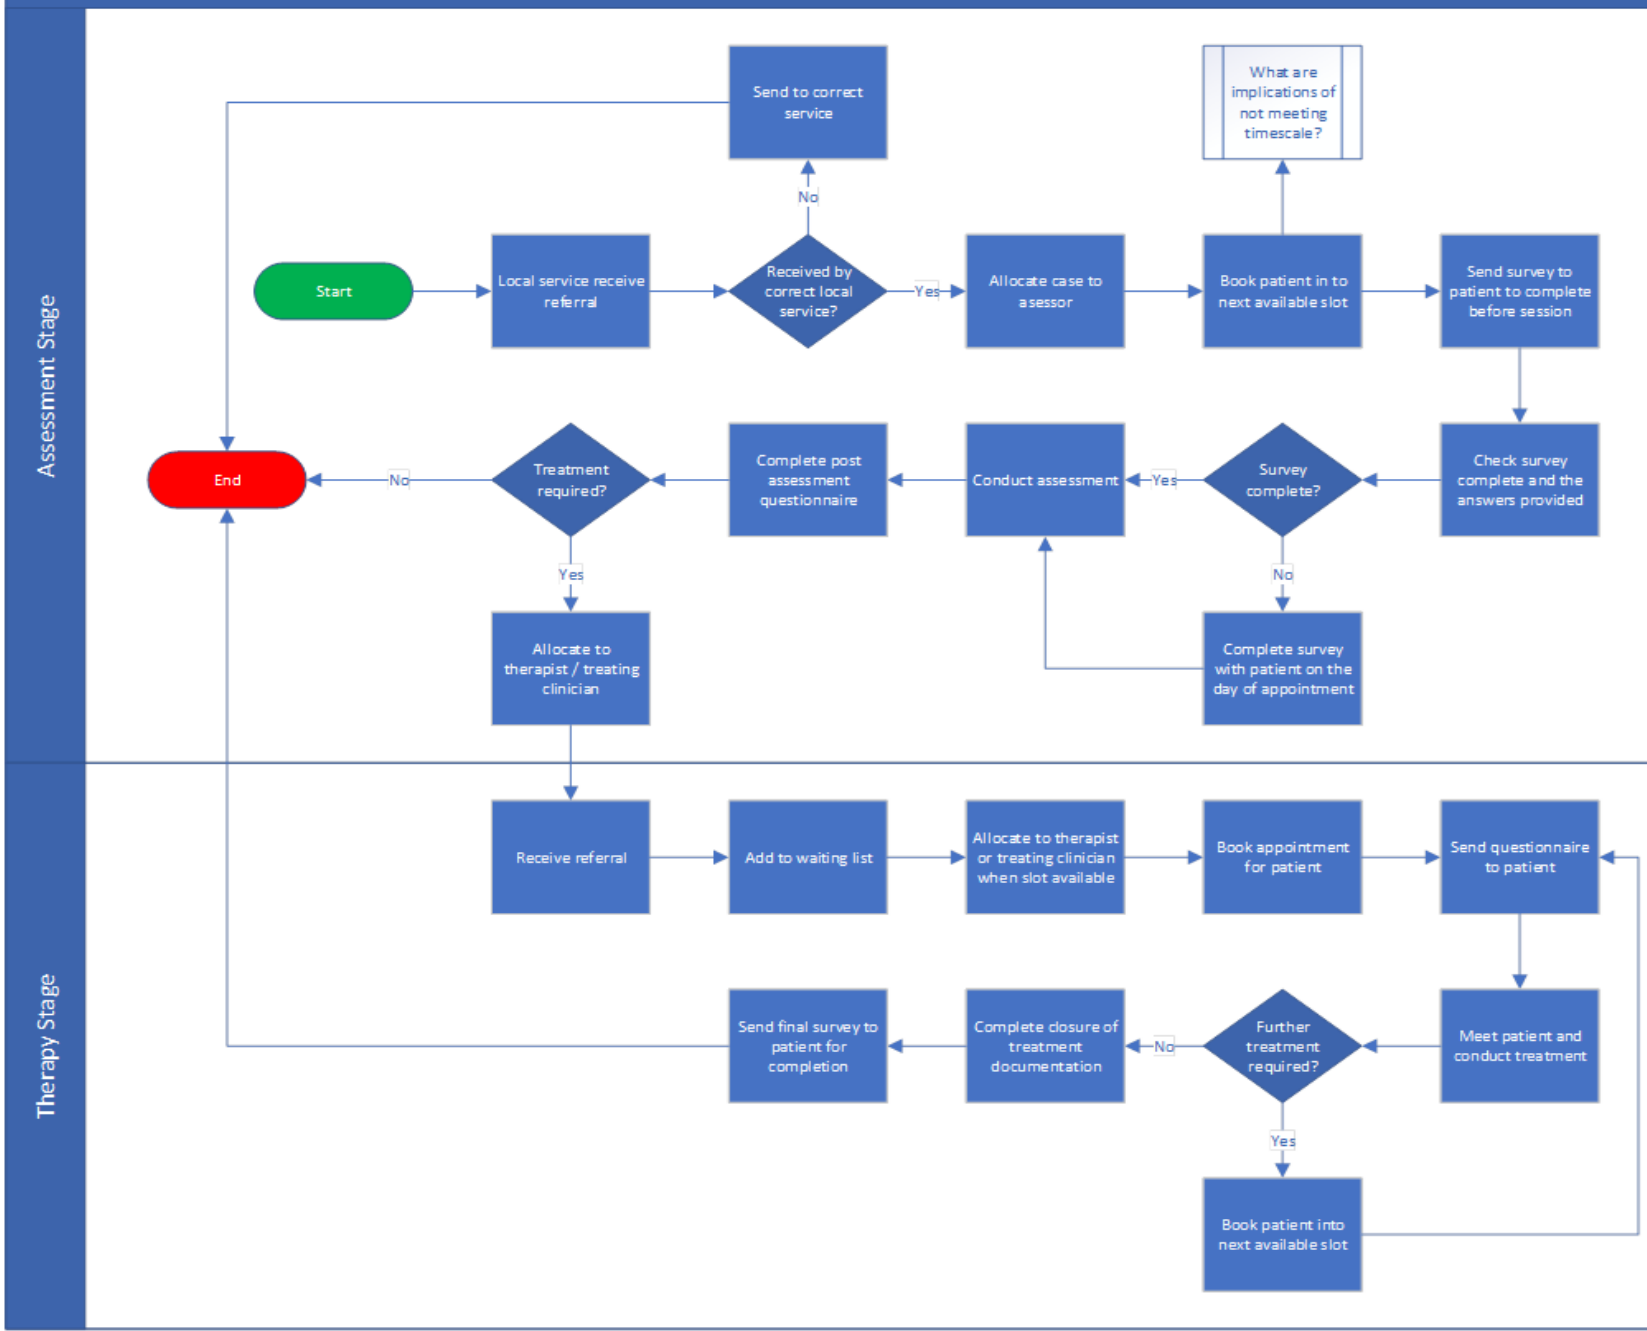 Assessment Stage
Send to correct
service
What are
implications of
not meeting
timescale?
No
Start
Local service receive
referral
Received by
correct local
service?
Yes
Allocate case to
asessor
Book patient in to
next available slot
Send survey to
patient to complete
before session
End
No
Treatment
required?
Complete post
assessment
questionnaire
Conduct assessment
Yes
Survey
complete?
Check survey
complete and the
answers provided
Yes
No
Allocate to
therapist / treating
clinician
Complete survey
with patient on the
day of appointment
Therapy Stage
Receive referral
Add to waiting list
Allocate to therapist
or treating clinician
when slot available
Book appointment
for patient
Send questionnaire
to patient
Send final survey to
patient for
completion
Complete closure of
treatment
documentation
No
Further
treatment
required?
Meet patient and
conduct treatment
Yes
Book patient into
next available slot